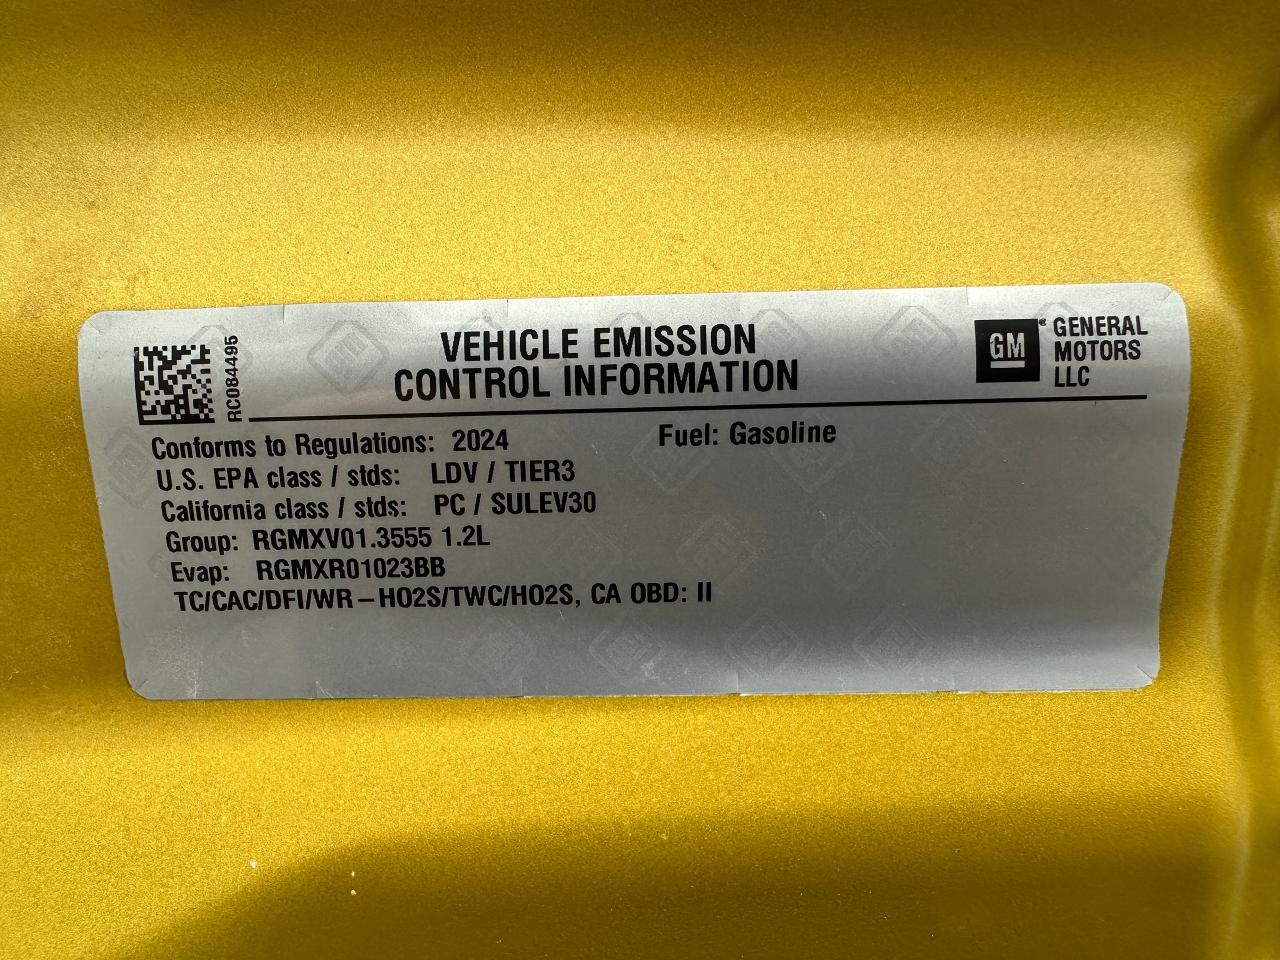 RC084495
VEHICLE EMISSION
CONTROL INFORMATION
GM
GENERAL
MOTORS
LLC
Conforms to Regulations: 2024 Fuel: Gasoline
U.S. EPA class / stds: LDV / TIER3
California class / stds: PC / SULEV30
Group: RGMXV01.3555 1.2L
Evap: RGMXR01023BB
TC/CAC/DFI/WR–HO2S/TWC/HO2S, CA OBD: II